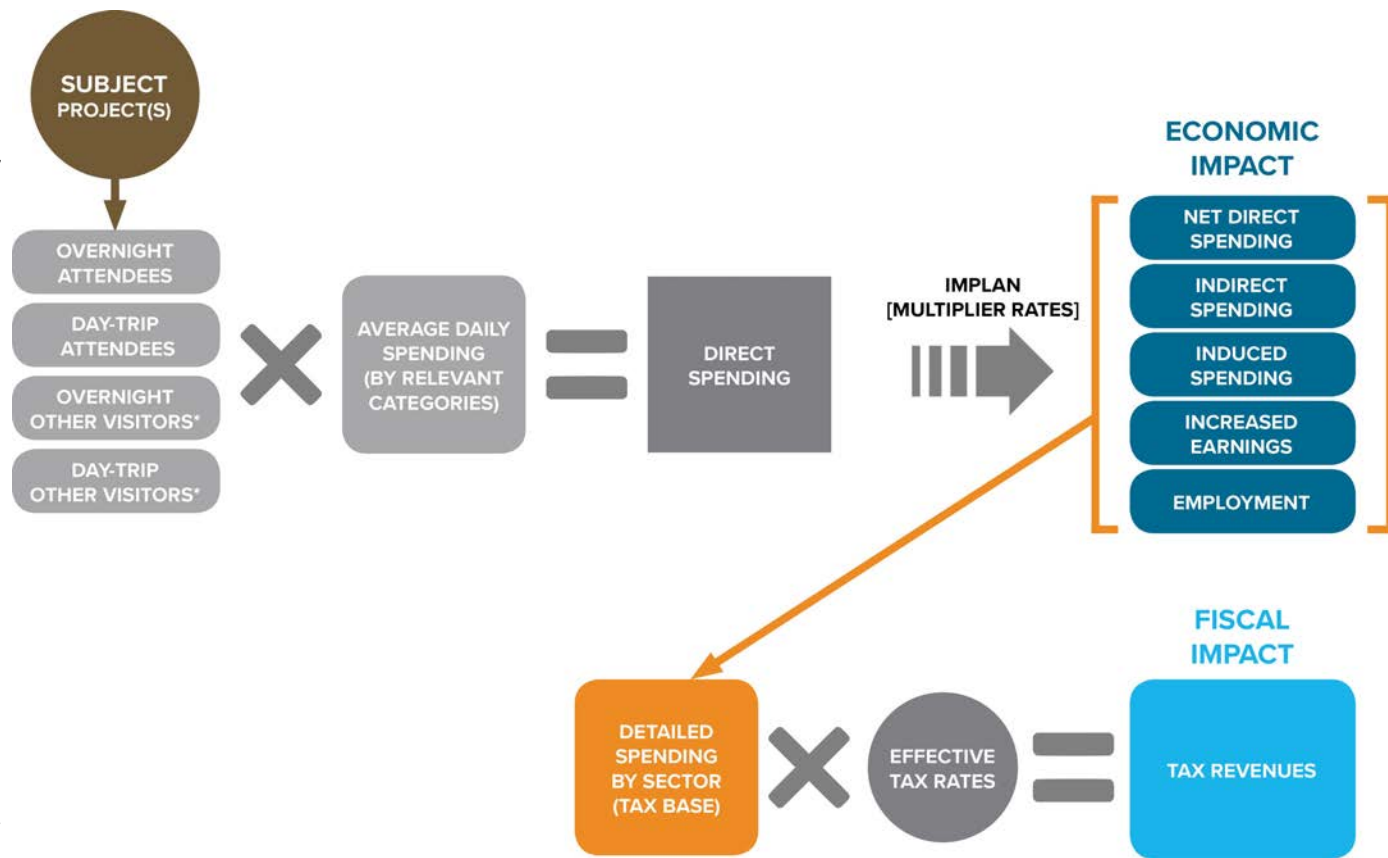 SUBJECT
PROJECT(S)
OVERNIGHT
ATTENDEES
DAY-TRIP
ATTENDEES
OVERNIGHT
OTHER VISITORS*
DAY-TRIP
OTHER VISITORS*
AVERAGE DAILY
SPENDING
(BY RELEVANT
CATEGORIES)
DIRECT
SPENDING
IMPLAN
[MULTIPLIER RATES]
ECONOMIC
IMPACT
NET DIRECT
SPENDING
INDIRECT
SPENDING
INDUCED
SPENDING
INCREASED
EARNINGS
EMPLOYMENT
DETAILED
SPENDING
BY SECTOR
(TAX BASE)
EFFECTIVE
TAX RATES
FISCAL
IMPACT
TAX REVENUES